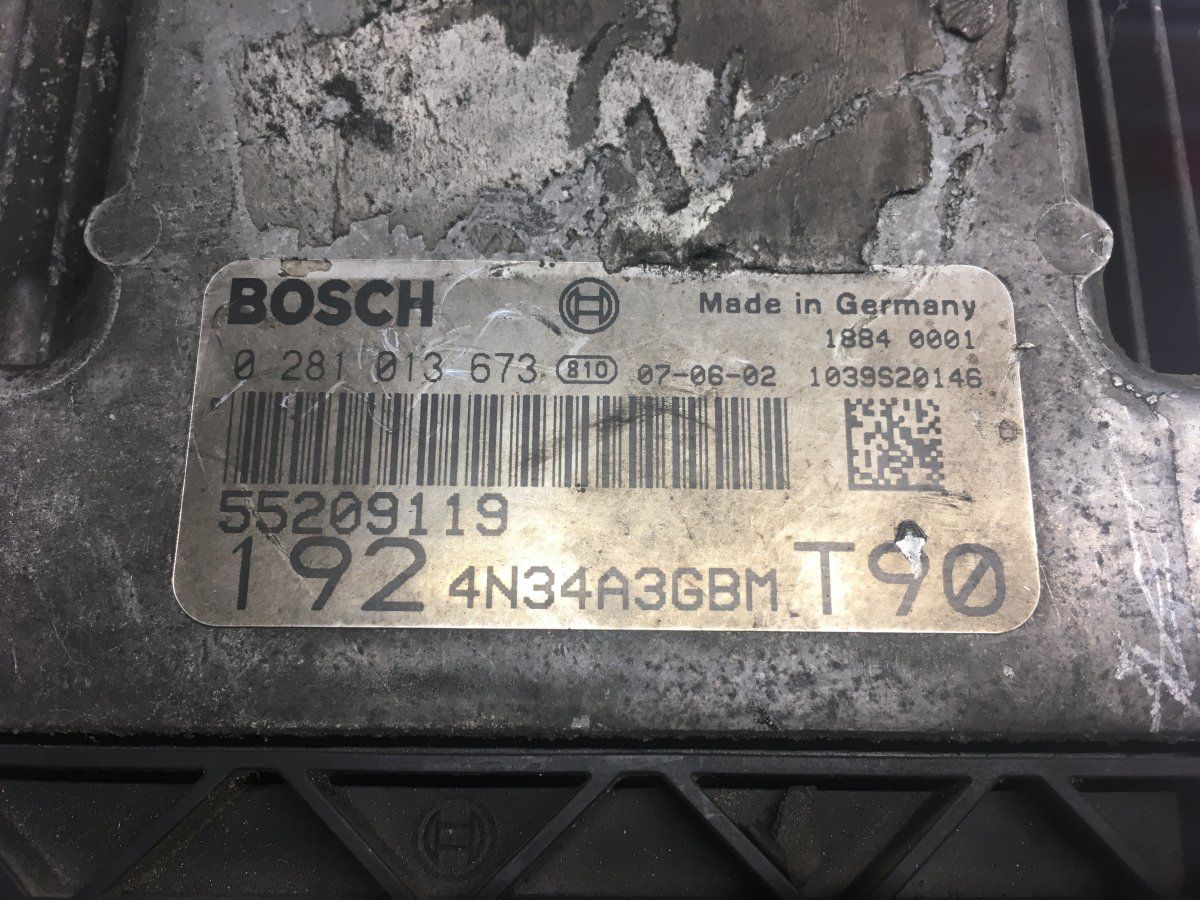 BOSCH Made in Germany
1884 0001
0 281 013 673 810 07-06-02 1039S20146
55209119
192 4N34A3GBM T90